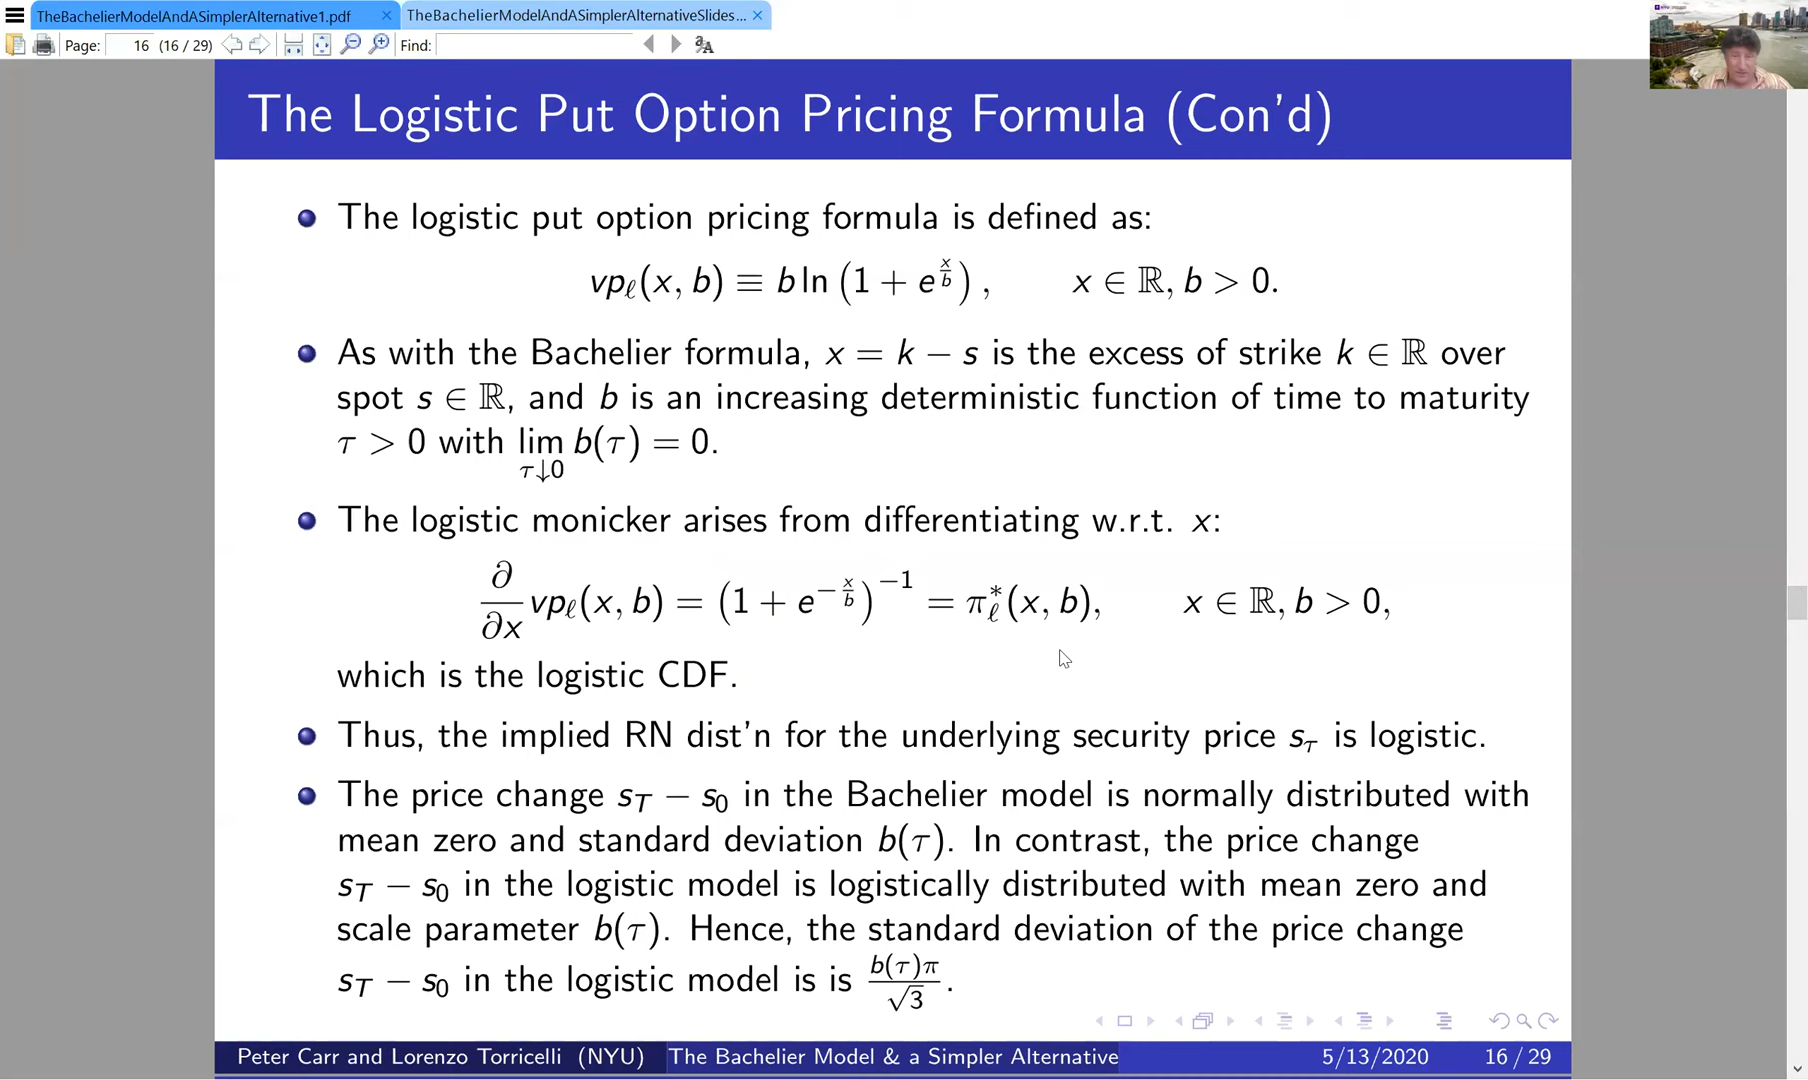 TheBachelierModelAndASimplerAlternative1.pdf
TheBachelierModelAndASimplerAlternativeSlides...
Page: 16 (16 / 29) Find:
The Logistic Put Option Pricing Formula (Con'd)
The logistic put option pricing formula is defined as:
vpℓ(x, b) ≡ b ln (1 + e^{x/b}), x ∈ ℝ, b > 0.
As with the Bachelier formula, x = k − s is the excess of strike k ∈ ℝ over
spot s ∈ ℝ, and b is an increasing deterministic function of time to maturity
τ > 0 with lim_{τ↓0} b(τ) = 0.
The logistic monicker arises from differentiating w.r.t. x:
∂/∂x vpℓ(x, b) = (1 + e^{−x/b})^{−1} = π*ℓ(x, b), x ∈ ℝ, b > 0,
which is the logistic CDF.
Thus, the implied RN dist'n for the underlying security price s_τ is logistic.
The price change s_T − s_0 in the Bachelier model is normally distributed with
mean zero and standard deviation b(τ). In contrast, the price change
s_T − s_0 in the logistic model is logistically distributed with mean zero and
scale parameter b(τ). Hence, the standard deviation of the price change
s_T − s_0 in the logistic model is is b(τ)π/√3.
Peter Carr and Lorenzo Torricelli (NYU) The Bachelier Model & a Simpler Alternative 5/13/2020 16 / 29